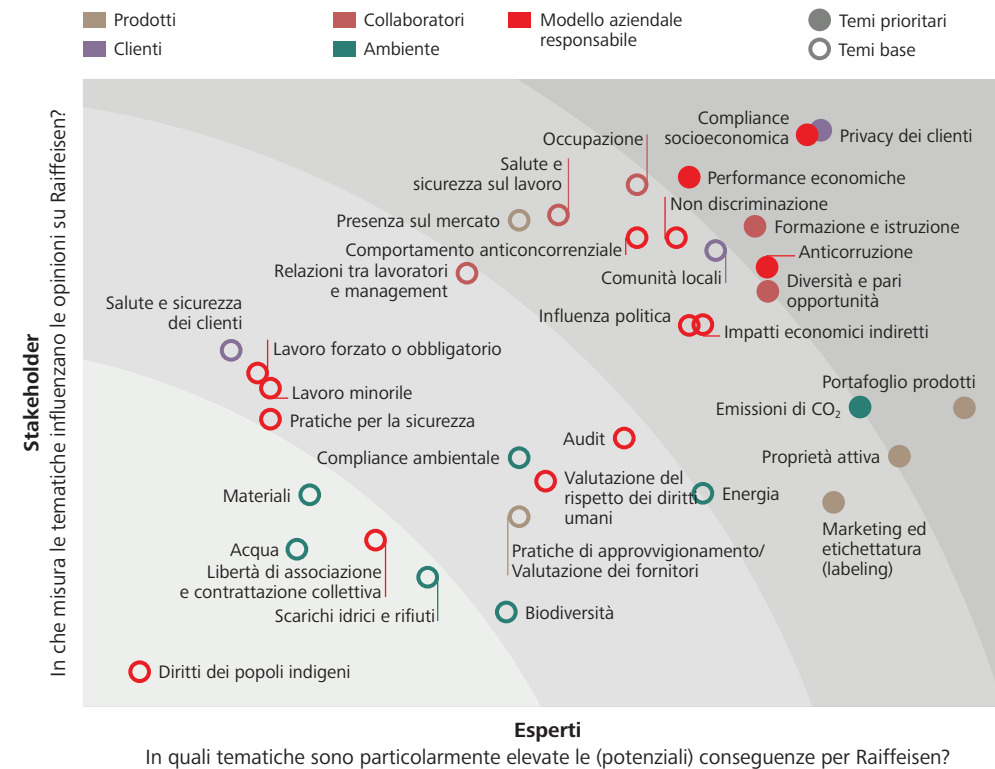 Prodotti
Clienti
Collaboratori
Ambiente
Modello aziendale
responsabile
Temi prioritari
Temi base
Stakeholder
In che misura le tematiche influenzano le opinioni su Raiffeisen?
Compliance
socioeconomica
Privacy dei clienti
Occupazione
Salute e
sicurezza sul lavoro
Performance economiche
Non discriminazione
Presenza sul mercato
Formazione e istruzione
Comportamento anticoncorrenziale
Anticorruzione
Relazioni tra lavoratori
e management
Comunità locali
Diversità e pari
opportunità
Salute e sicurezza
dei clienti
Influenza politica
Impatti economici indiretti
Lavoro forzato o obbligatorio
Lavoro minorile
Portafoglio prodotti
Emissioni di CO₂
Pratiche per la sicurezza
Audit
Compliance ambientale
Proprietà attiva
Valutazione del
rispetto dei diritti
umani
Materiali
Energia
Marketing ed
etichettatura
(labeling)
Acqua
Pratiche di approvvigionamento/
Valutazione dei fornitori
Libertà di associazione
e contrattazione collettiva
Scarichi idrici e rifiuti
Biodiversità
Diritti dei popoli indigeni
Esperti
In quali tematiche sono particolarmente elevate le (potenziali) conseguenze per Raiffeisen?